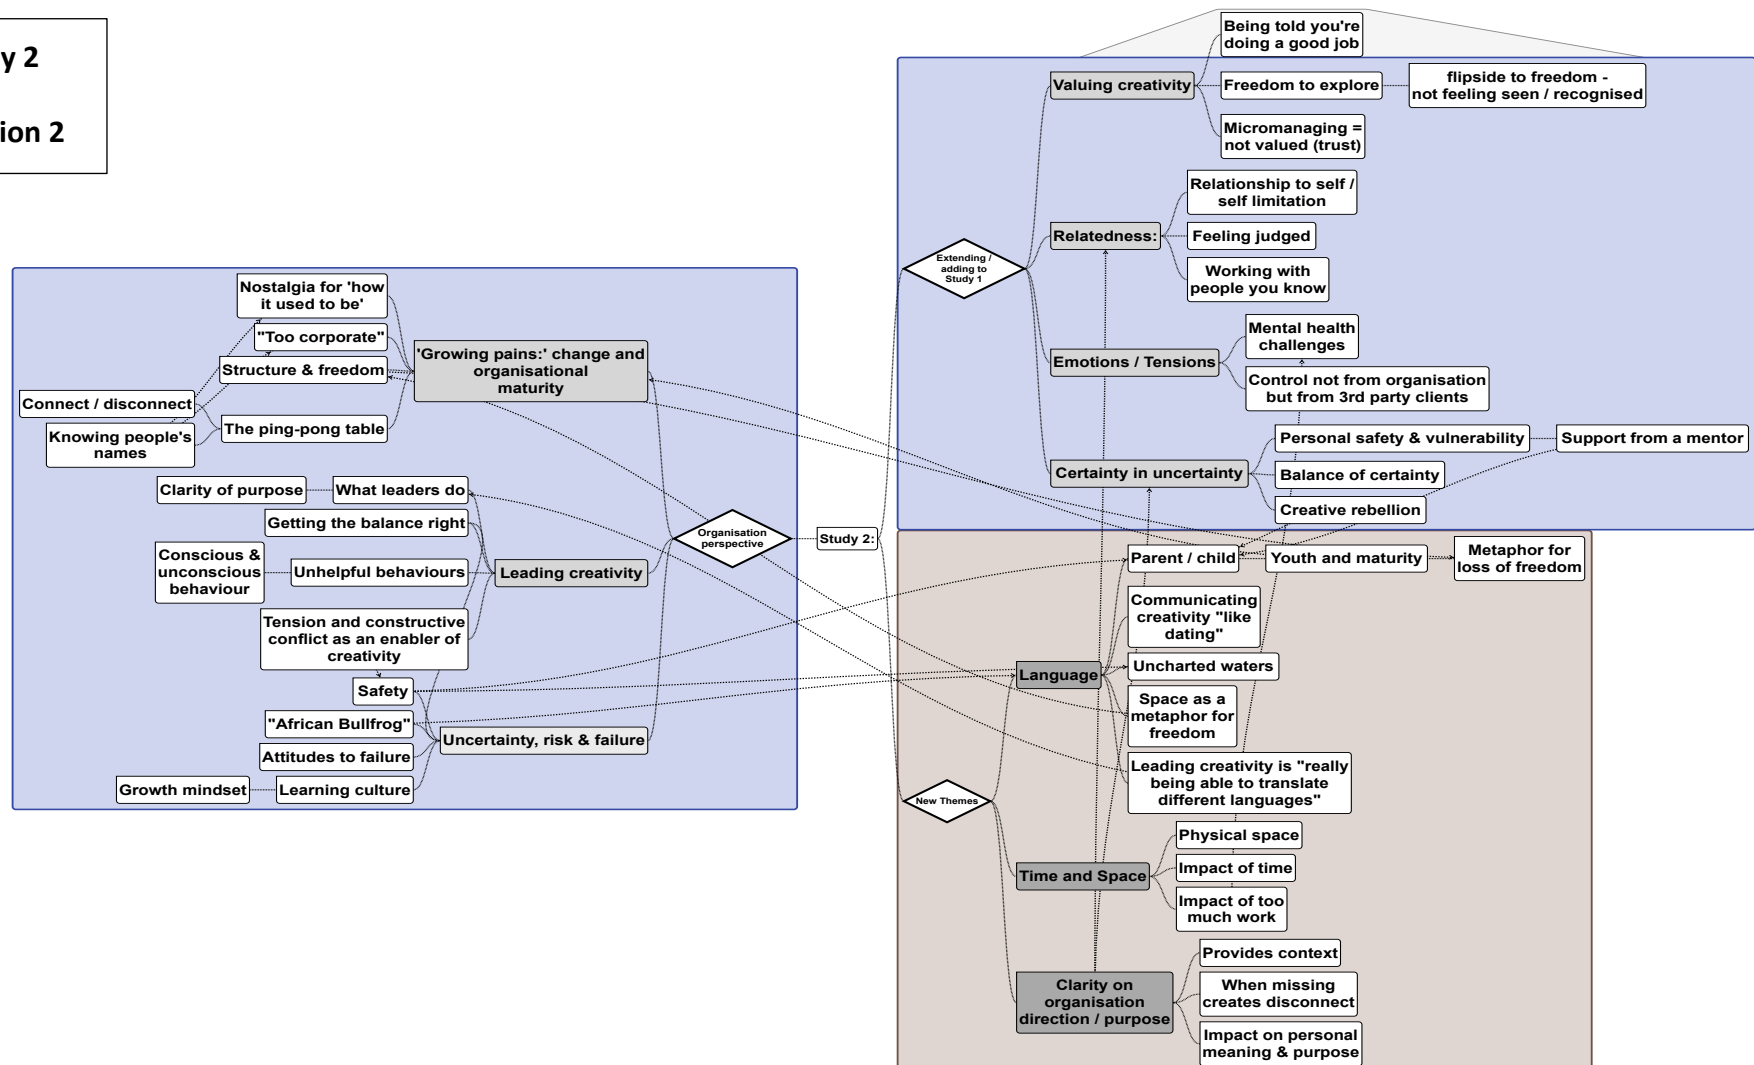 y 2
ion 2
Being told you're
doing a good job
Valuing creativity
Freedom to explore
flipside to freedom -
not feeling seen / recognised
Micromanaging =
not valued (trust)
Relationship to self /
self limitation
Relatedness:
Feeling judged
Working with
people you know
Extending /
adding to
Study 1
Mental health
challenges
Emotions / Tensions
Control not from organisation
but from 3rd party clients
Personal safety & vulnerability
Support from a mentor
Certainty in uncertainty
Balance of certainty
Creative rebellion
Nostalgia for 'how
it used to be'
"Too corporate"
Structure & freedom
'Growing pains:' change and
organisational
maturity
Connect / disconnect
The ping-pong table
Knowing people's
names
Clarity of purpose
What leaders do
Getting the balance right
Conscious &
unconscious
behaviour
Unhelpful behaviours
Leading creativity
Tension and constructive
conflict as an enabler of
creativity
Safety
"African Bullfrog"
Uncertainty, risk & failure
Attitudes to failure
Growth mindset
Learning culture
Organisation
perspective
Study 2:
Parent / child
Youth and maturity
Metaphor for
loss of freedom
Communicating
creativity "like
dating"
Uncharted waters
Language
Space as a
metaphor for
freedom
Leading creativity is "really
being able to translate
different languages"
New Themes
Physical space
Time and Space
Impact of time
Impact of too
much work
Provides context
Clarity on
organisation
direction / purpose
When missing
creates disconnect
Impact on personal
meaning & purpose